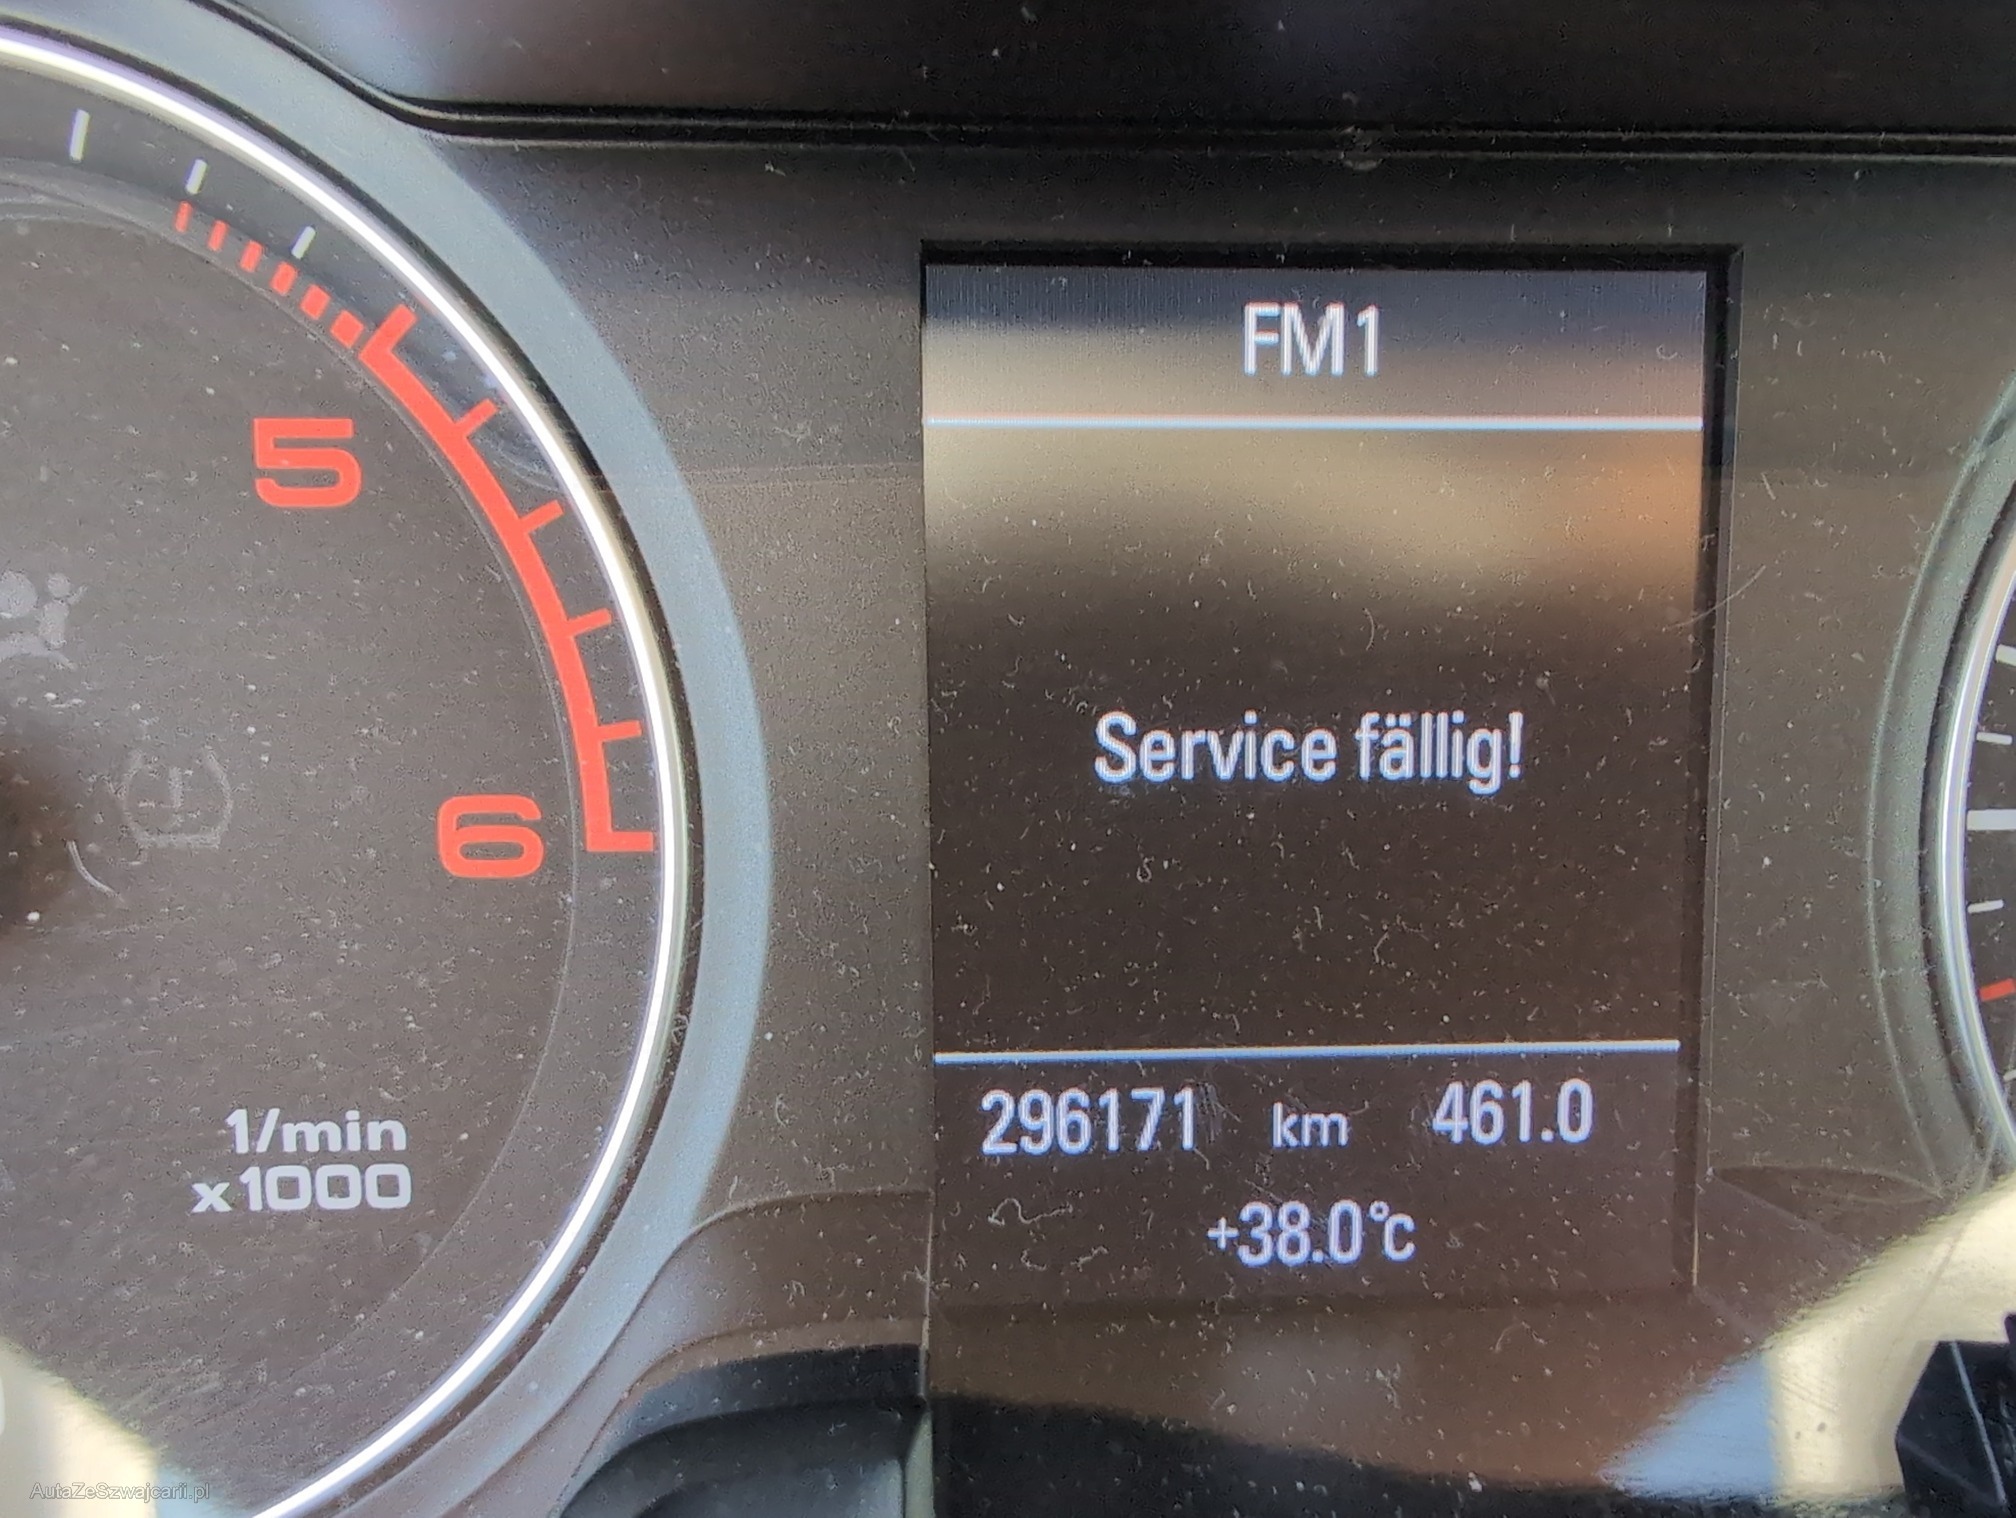 FM1
5
Service fällig!
6
296171 km 461.0
1/min
x1000
+38.0°C
AutaZeSzwajcarii.pl